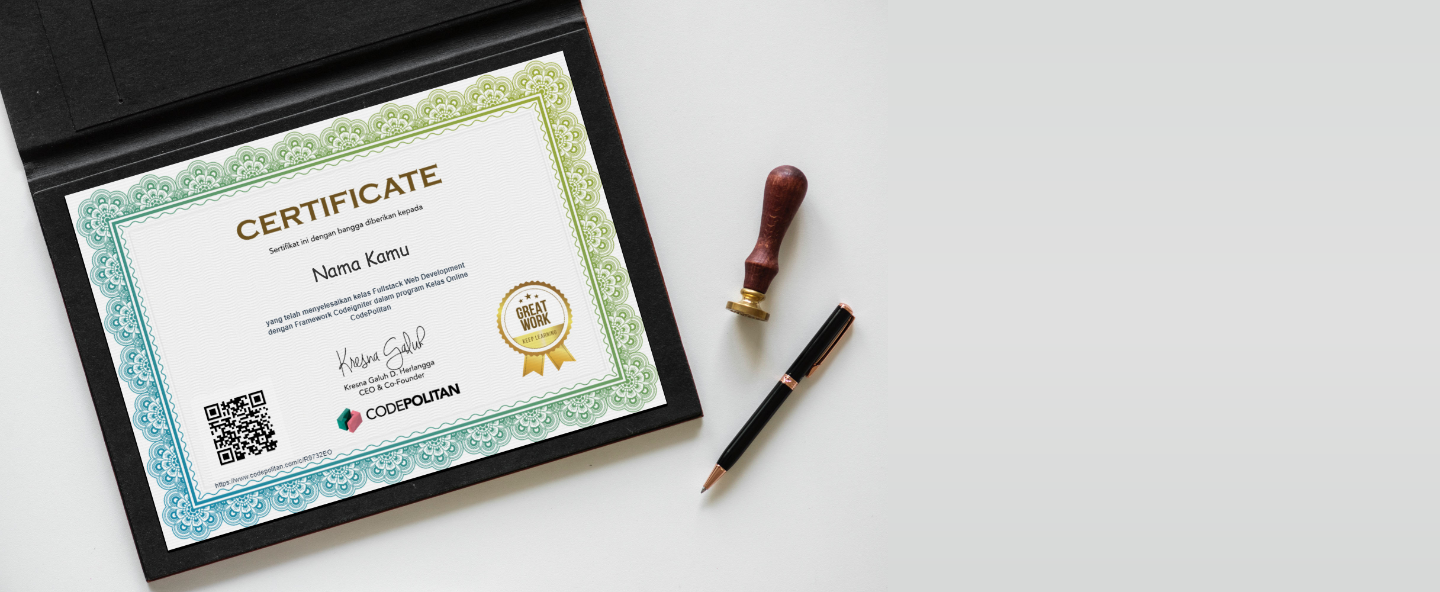 CERTIFICATE
Sertifikat ini dengan bangga diberikan kepada
Nama Kamu
yang telah menyelesaikan kelas Fullstack Web Development
dengan Framework Codeigniter dalam program Kelas Online
CodePolitan
GREAT
WORK
KEEP LEARNING
Kresna Galuh
Kresna Galuh D. Herlangga
CEO & Co-Founder
CODEPOLITAN
https://www.codepolitan.com/c/R9732EO